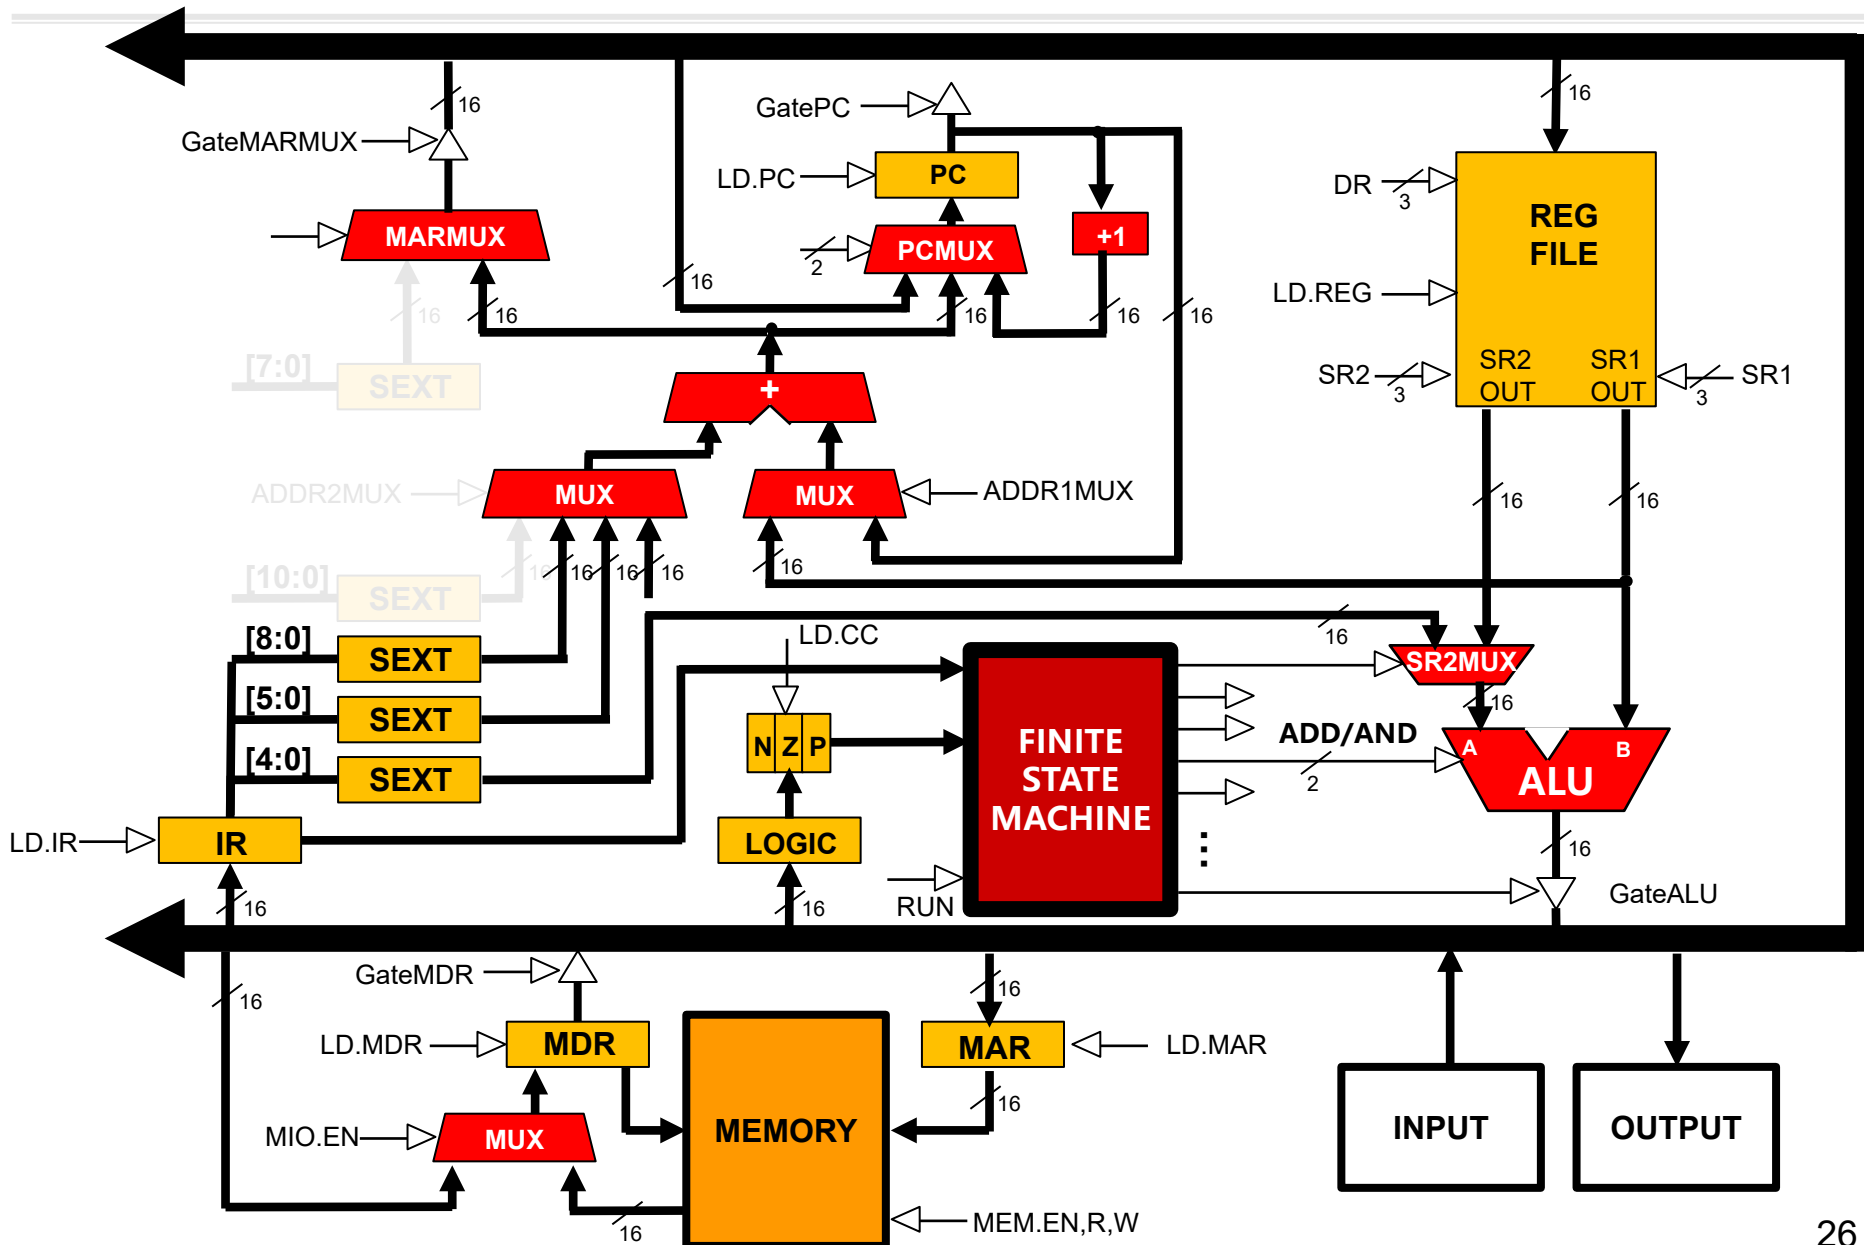 16
GatePC
16
GateMARMUX
LD.PC
PC
DR
3
REG
FILE
MARMUX
2
PCMUX
+1
16
LD.REG
16
16
16
16
16
16
[7:0]
SEXT
+
SR2
3
SR2
OUT
SR1
OUT
3
SR1
ADDR2MUX
MUX
MUX
ADDR1MUX
16
16
16
16
16
16
16
[10:0]
SEXT
[8:0]
SEXT
LD.CC
16
SR2MUX
16
[5:0]
SEXT
N Z P
FINITE
STATE
MACHINE
ADD/AND
2
A
B
ALU
[4:0]
SEXT
LD.IR
IR
LOGIC
⋮
16
16
16
RUN
GateALU
GateMDR
16
16
LD.MDR
MDR
MAR
LD.MAR
16
MIO.EN
MUX
MEMORY
INPUT
OUTPUT
16
MEM.EN,R,W
26